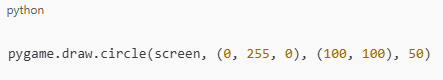 python
pygame.draw.circle(screen, (0, 255, 0), (100, 100), 50)